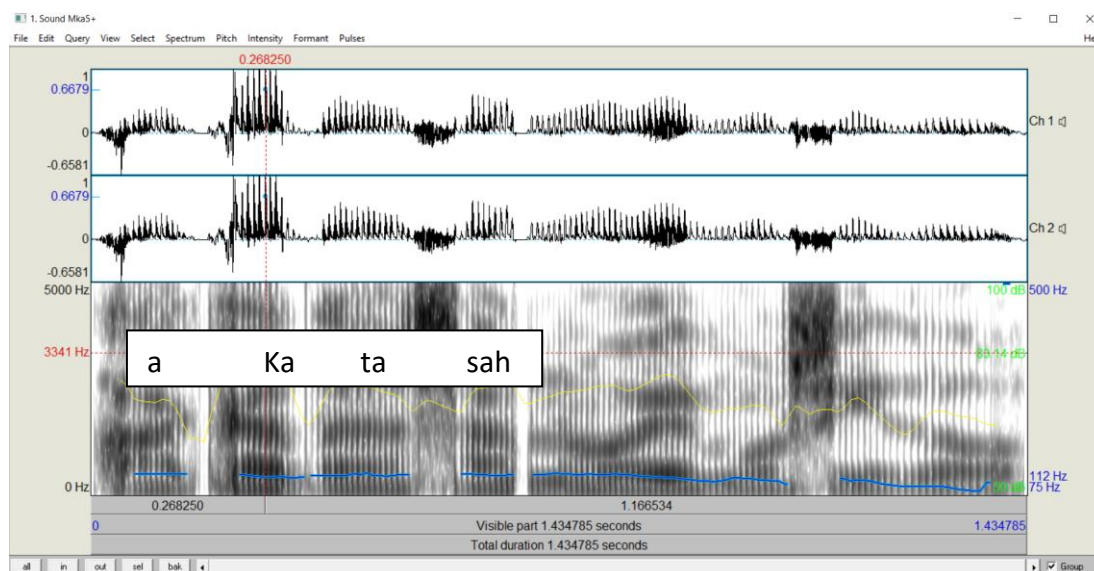 1. Sound MkaS+
File Edit Query View Select Spectrum Pitch Intensity Formant Pulses He
0.268250
1
0.6679
0
-0.6581
Ch 1
1
0.6679
0
-0.6581
Ch 2
5000 Hz
100 dB 500 Hz
3341 Hz
a Ka ta sah
0 Hz
112 Hz
75 Hz
0.268250 1.166534
0 Visible part 1.434785 seconds 1.434785
Total duration 1.434785 seconds
all in out sel bak Group